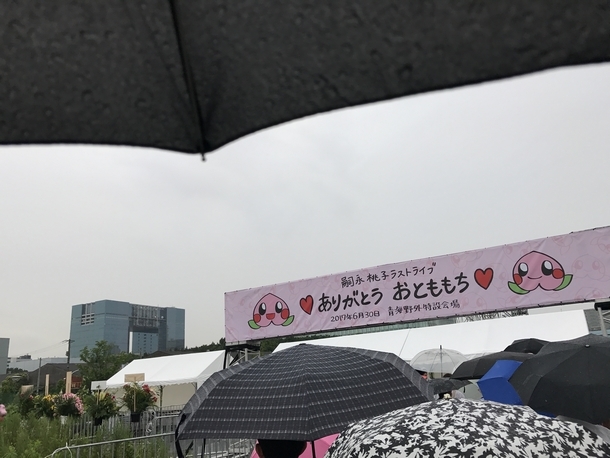 嗣永桃子ラストライブ
ありがとう おとももち
2017年6月30日 青海野外特設会場